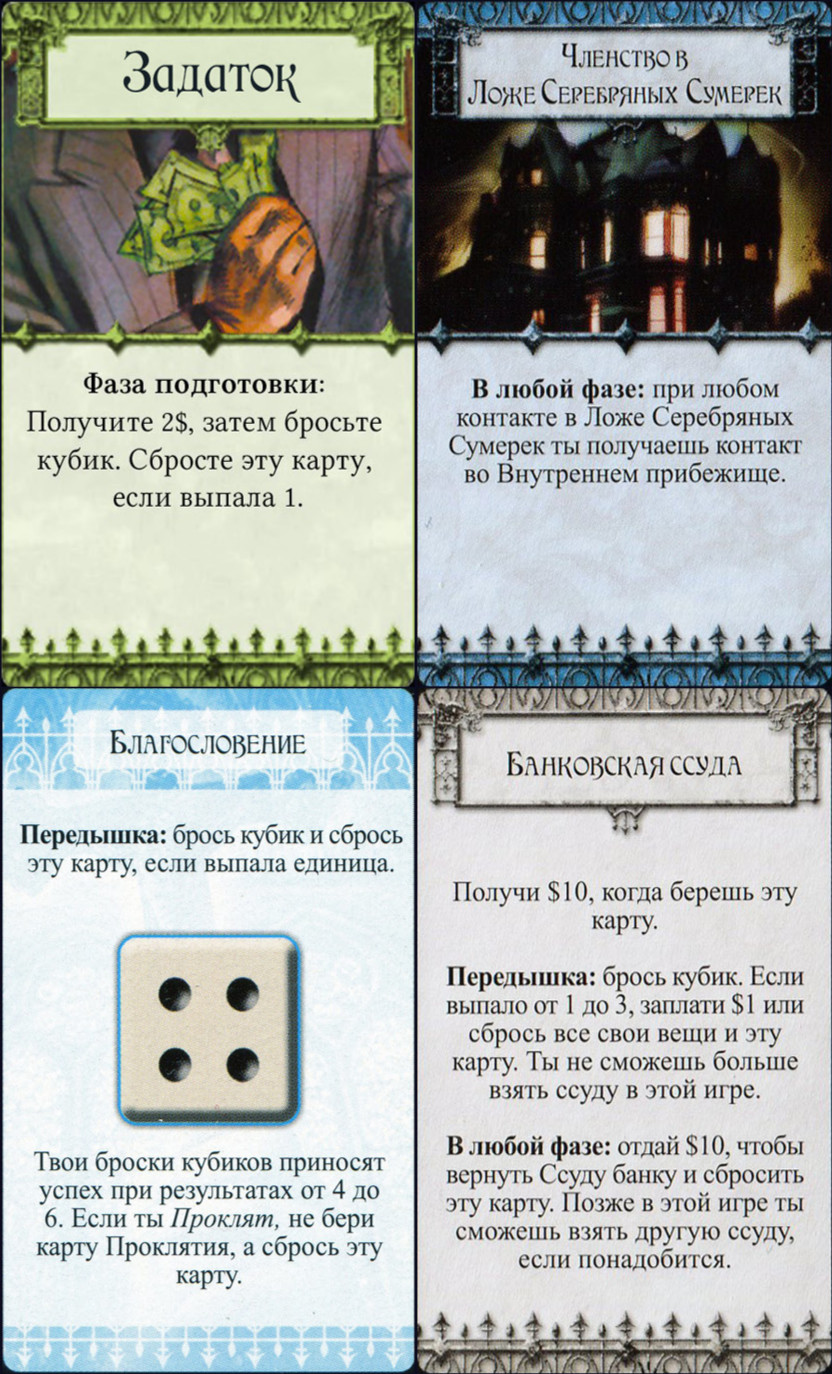 Задаток
Фаза подготовки:
Получите 2$, затем бросьте
кубик. Сбросте эту карту,
если выпала 1.
Членство в
Ложе Серебряных Сумерек
В любой фазе: при любом
контакте в Ложе Серебряных
Сумерек ты получаешь контакт
во Внутреннем прибежище.
Благословение
Передышка: брось кубик и сбрось
эту карту, если выпала единица.
Твои броски кубиков приносят
успех при результатах от 4 до
6. Если ты Проклят, не бери
карту Проклятия, а сбрось эту
карту.
Банковская ссуда
Получи $10, когда берешь эту
карту.
Передышка: брось кубик. Если
выпало от 1 до 3, заплати $1 или
сбрось все свои вещи и эту
карту. Ты не сможешь больше
взять ссуду в этой игре.
В любой фазе: отдай $10, чтобы
вернуть Ссуду банку и сбросить
эту карту. Позже в этой игре ты
сможешь взять другую ссуду,
если понадобится.